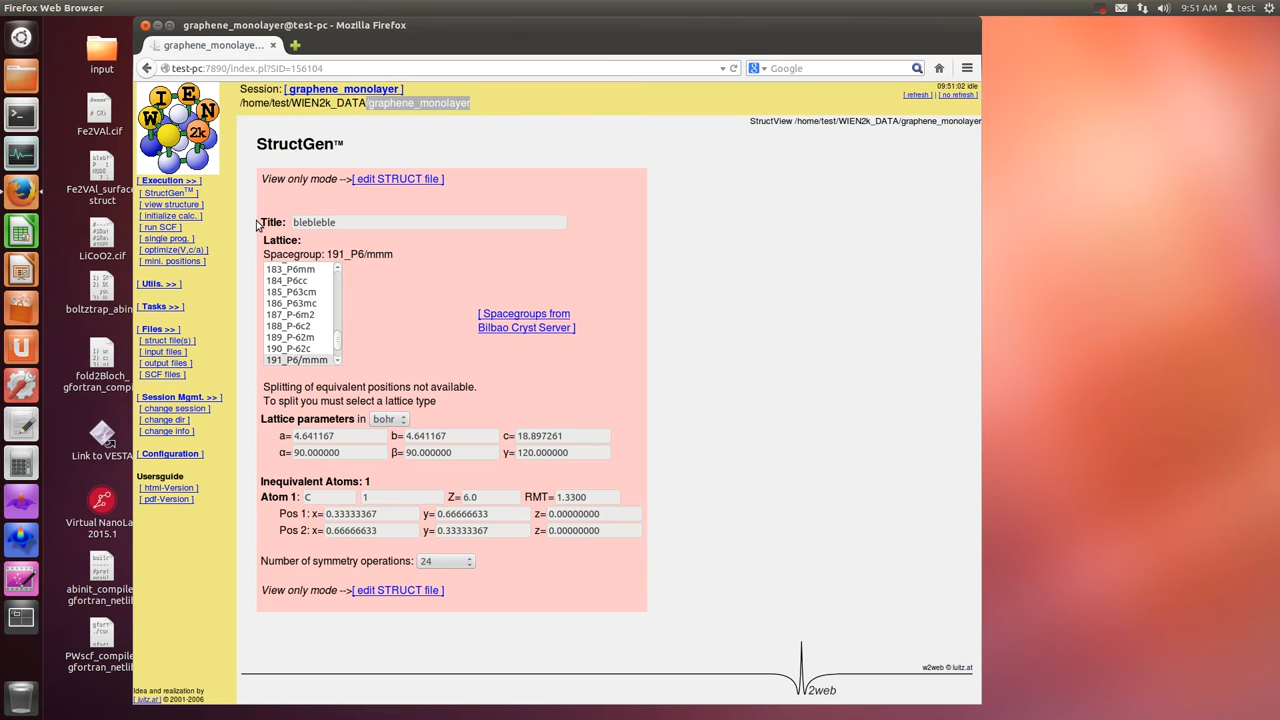 Firefox Web Browser
9:51 AM
test
graphene_monolayer@test-pc - Mozilla Firefox
graphene_monolaye...
test-pc:7890/index.pl?SID=156104
Google
input
Fe2VAl.cif
Fe2VAl_surface
struct
LiCoO2.cif
boltztrap_abin
fold2Bloch_
gfortran_compi
Link to VESTA
Virtual NanoLa
2015.1
abinit_compile
gfortran_netlib
PWscf_compile
gfortran_netlib
WIEN
2k
[ Execution >> ]
[ StructGen™ ]
[ view structure ]
[ initialize calc. ]
[ run SCF ]
[ single prog. ]
[ optimize(V,c/a) ]
[ mini. positions ]
[ Utils. >> ]
[ Tasks >> ]
[ Files >> ]
[ struct file(s) ]
[ input files ]
[ output files ]
[ SCF files ]
[ Session Mgmt. >> ]
[ change session ]
[ change dir ]
[ change info ]
[ Configuration ]
Usersguide
[ html-Version ]
[ pdf-Version ]
Idea and realization by
[ luitz.at ] © 2001-2006
Session: [ graphene_monolayer ]
/home/test/WIEN2k_DATA/graphene_monolayer
09:51:02 idle
[ refresh ] | [ no refresh ]
StructView /home/test/WIEN2k_DATA/graphene_monolayer
StructGen™
View only mode -->[ edit STRUCT file ]
Title: blebleble
Lattice:
Spacegroup: 191_P6/mmm
183_P6mm
184_P6cc
185_P63cm
186_P63mc
187_P-6m2
188_P-6c2
189_P-62m
190_P-62c
191_P6/mmm
[ Spacegroups from
Bilbao Cryst Server ]
Splitting of equivalent positions not available.
To split you must select a lattice type
Lattice parameters in bohr
a= 4.641167 b= 4.641167 c= 18.897261
α= 90.000000 β= 90.000000 γ= 120.000000
Inequivalent Atoms: 1
Atom 1: C 1 Z= 6.0 RMT= 1.3300
Pos 1: x= 0.33333367 y= 0.66666633 z= 0.00000000
Pos 2: x= 0.66666633 y= 0.33333367 z= 0.00000000
Number of symmetry operations: 24
View only mode -->[ edit STRUCT file ]
w2web © luitz.at
2web